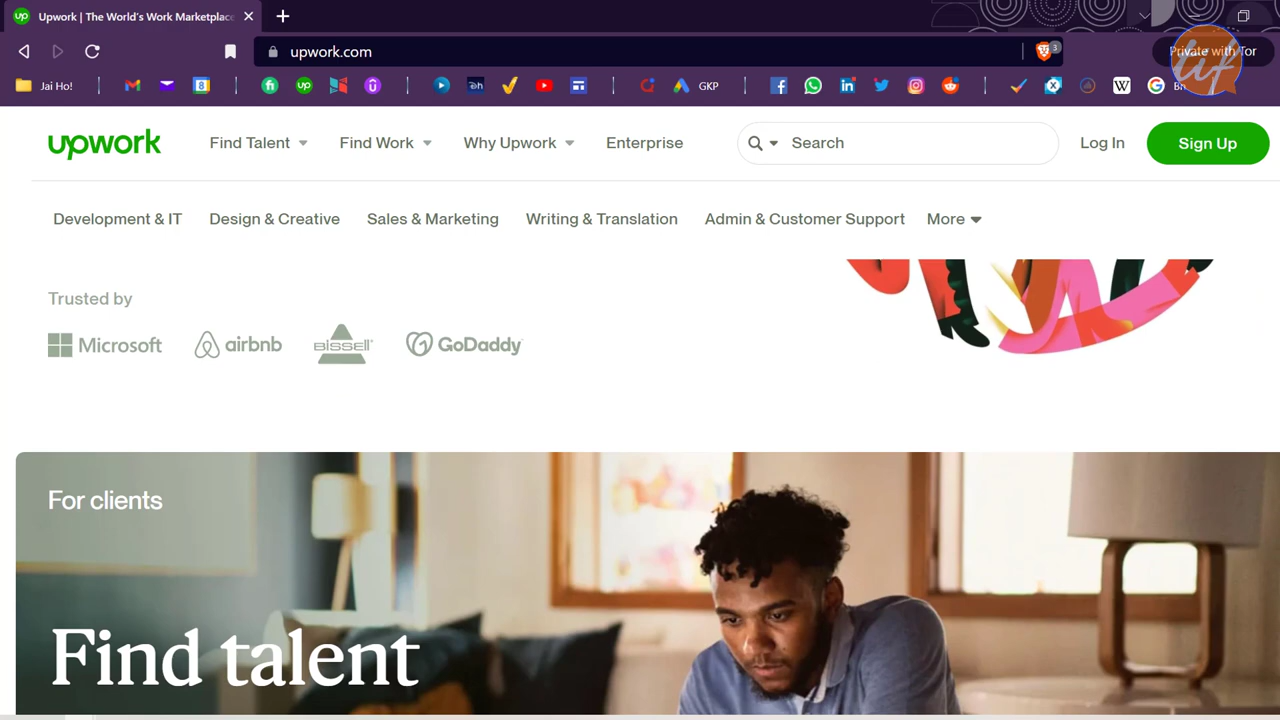 Upwork | The World's Work Marketplace
upwork.com
3
Private with Tor
Jai Ho!
GKP
upwork
Find Talent
Find Work
Why Upwork
Enterprise
Search
Log In
Sign Up
Development & IT
Design & Creative
Sales & Marketing
Writing & Translation
Admin & Customer Support
More
Trusted by
Microsoft
airbnb
BISSELL
GoDaddy
For clients
Find talent